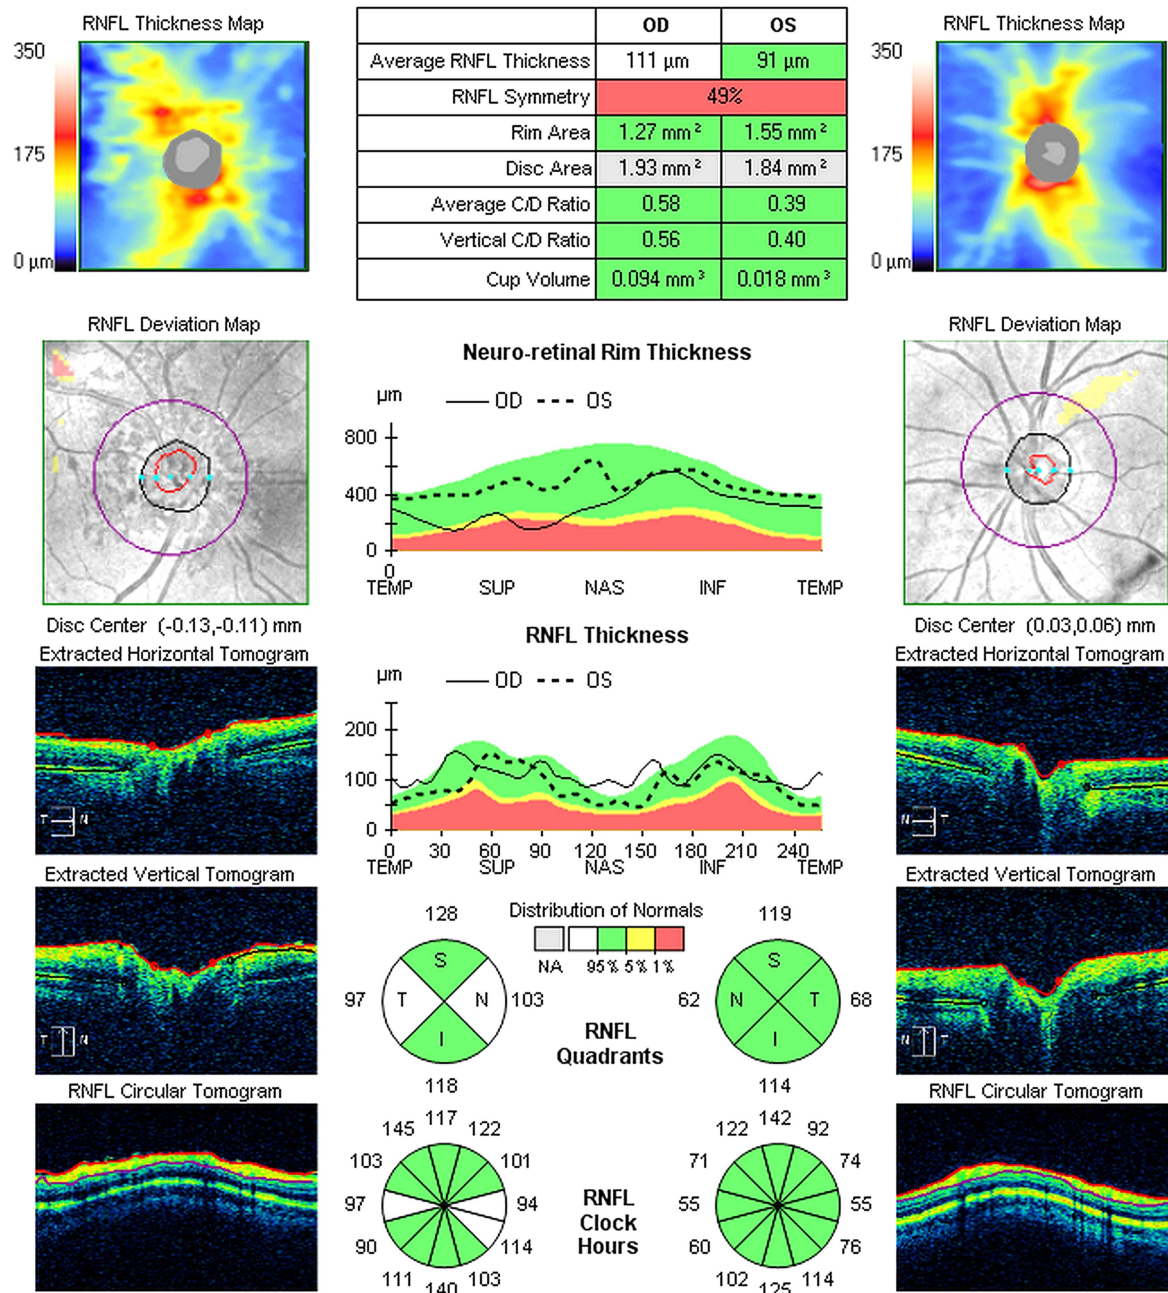 RNFL Thickness Map
350
175
0 µm
OD OS
Average RNFL Thickness 111 µm 91 µm
RNFL Symmetry 49%
Rim Area 1.27 mm² 1.55 mm²
Disc Area 1.93 mm² 1.84 mm²
Average C/D Ratio 0.58 0.39
Vertical C/D Ratio 0.56 0.40
Cup Volume 0.094 mm³ 0.018 mm³
RNFL Thickness Map
350
175
0 µm
RNFL Deviation Map
Disc Center (-0.13,-0.11) mm
Extracted Horizontal Tomogram
T N
Extracted Vertical Tomogram
T N
RNFL Circular Tomogram
Neuro-retinal Rim Thickness
µm OD OS
800
400
0
0
TEMP SUP NAS INF TEMP
RNFL Thickness
µm OD OS
200
100
0
0 30 60 90 120 150 180 210 240
TEMP SUP NAS INF TEMP
Distribution of Normals
NA 95% 5% 1%
128
S
97 T N 103
I
118
RNFL
Quadrants
119
S
62 N T 68
I
114
117
145 122
103 101
97 94
90 114
111 103
140
RNFL
Clock
Hours
142
122 92
71 74
55 55
60 76
102 114
125
RNFL Deviation Map
Disc Center (0.03,0.06) mm
Extracted Horizontal Tomogram
N T
Extracted Vertical Tomogram
N T
RNFL Circular Tomogram